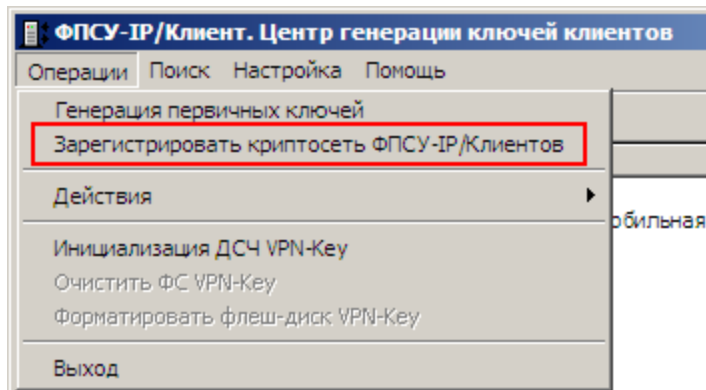 ФПСУ-IP/Клиент. Центр генерации ключей клиентов
Операции Поиск Настройка Помощь
Генерация первичных ключей
Зарегистрировать криптосеть ФПСУ-IP/Клиентов
Действия
обильная
Инициализация ДСЧ VPN-Key
Очистить ФС VPN-Key
Форматировать флеш-диск VPN-Key
Выход